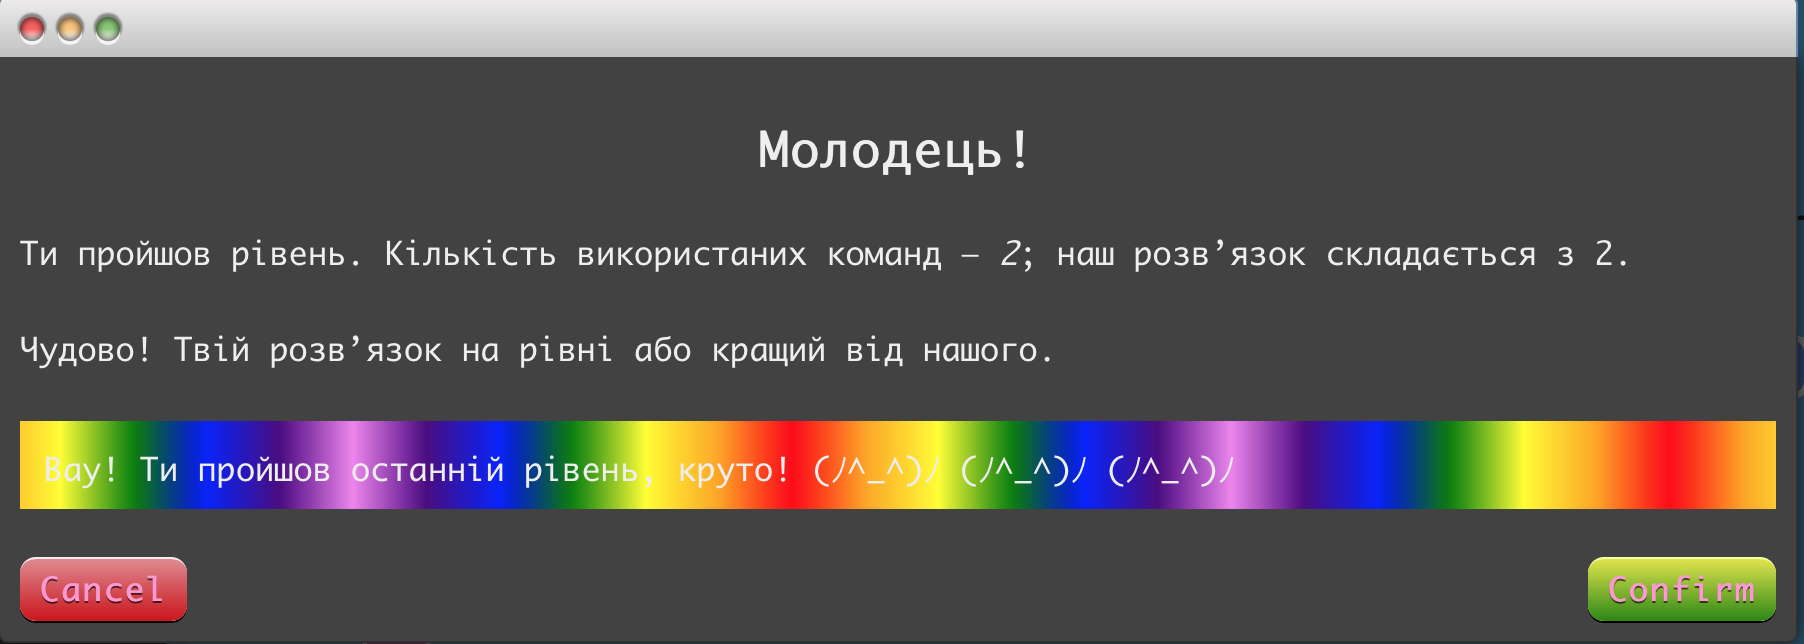 Молодець!
Ти пройшов рівень. Кількість використаних команд – 2; наш розв’язок складається з 2.
Чудово! Твій розв’язок на рівні або кращий від нашого.
Вау! Ти пройшов останній рівень, круто! (ﾉ^_^)ﾉ (ﾉ^_^)ﾉ (ﾉ^_^)ﾉ
Cancel
Confirm